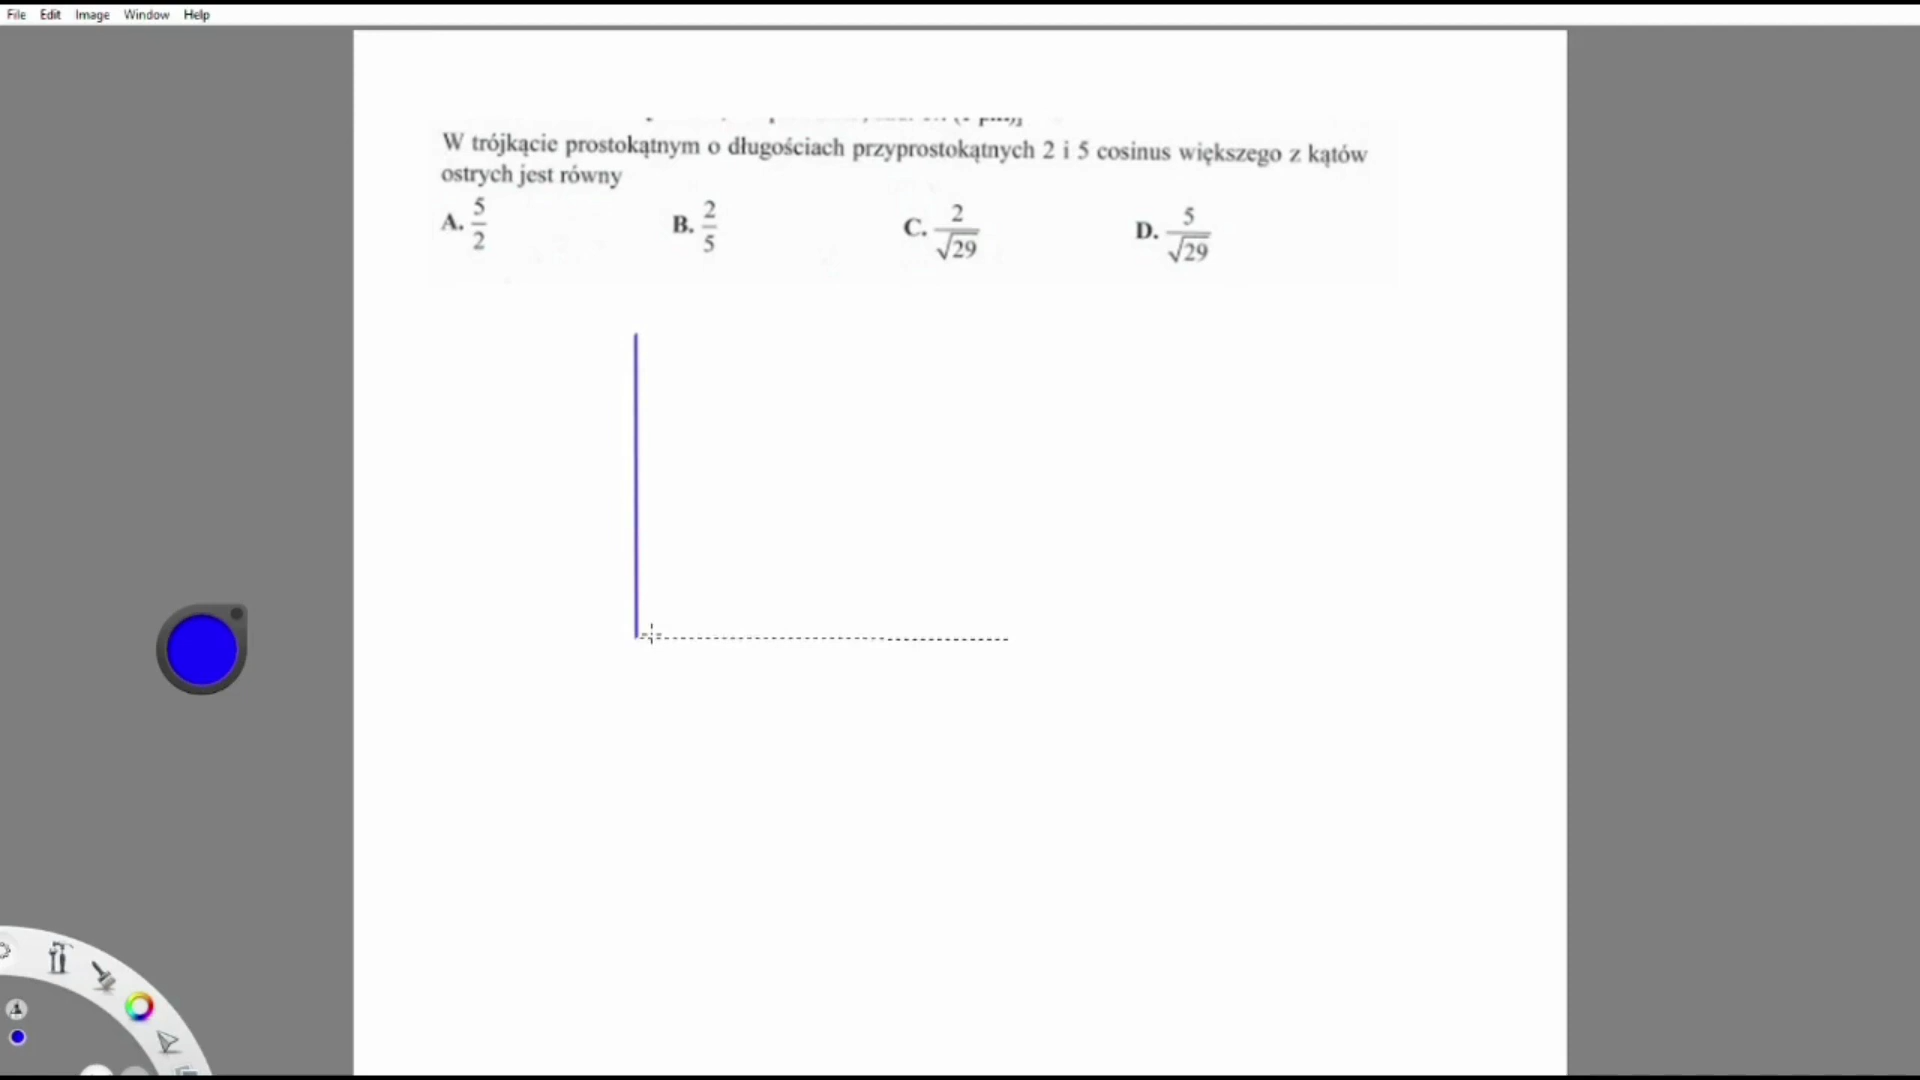 File Edit Image Window Help
W trójkącie prostokątnym o długościach przyprostokątnych 2 i 5 cosinus większego z kątów
ostrych jest równy
A. 5/2 B. 2/5 C. 2/√29 D. 5/√29